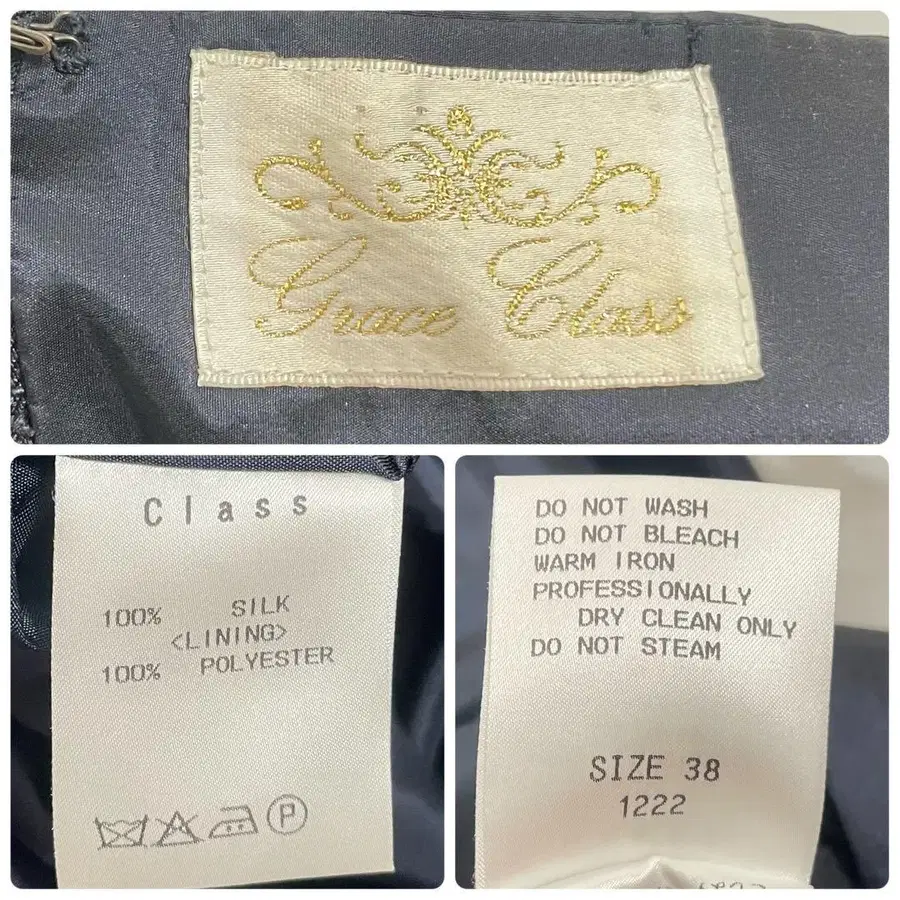 Grace Class
Class
100% SILK
<LINING>
100% POLYESTER
P
DO NOT WASH
DO NOT BLEACH
WARM IRON
PROFESSIONALLY
DRY CLEAN ONLY
DO NOT STEAM
SIZE 38
1222